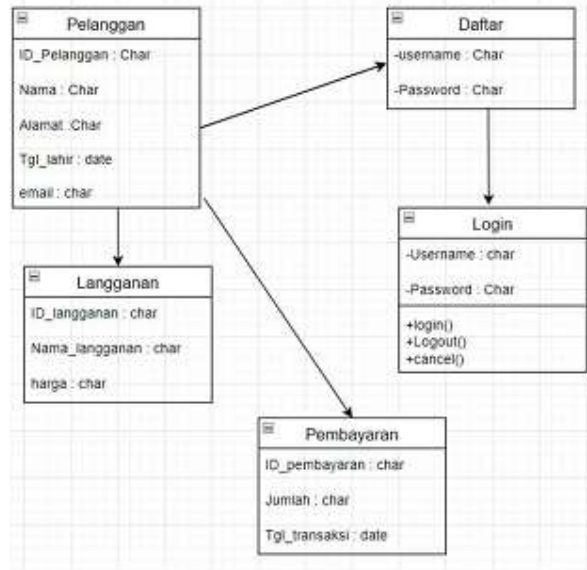 Pelanggan
ID_Pelanggan : Char
Nama : Char
Alamat :Char
Tgl_lahir : date
email : char
Daftar
-username : Char
-Password : Char
Login
-Username : char
-Password : Char
+login()
+Logout()
+cancel()
Langganan
ID_langganan : char
Nama_langganan : char
harga : char
Pembayaran
ID_pembayaran : char
Jumlah : char
Tgl_transaksi : date